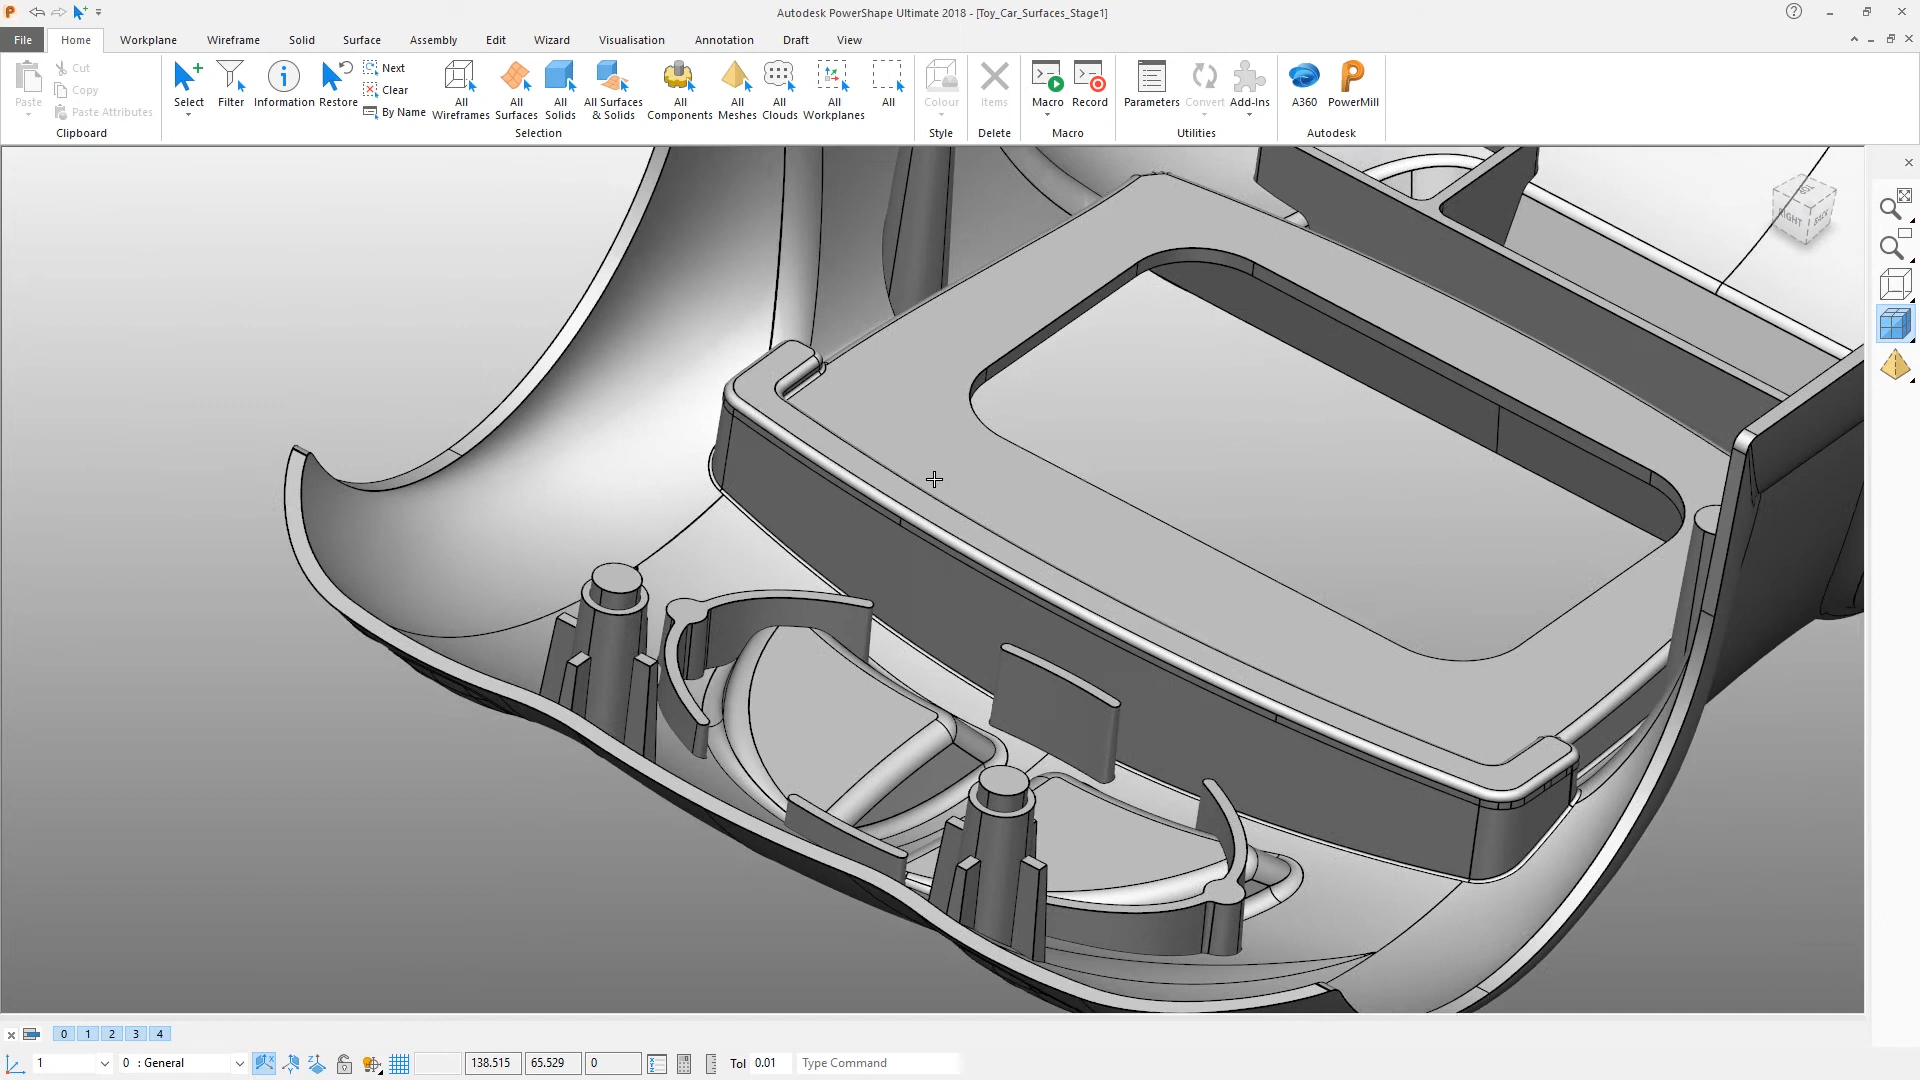 Autodesk PowerShape Ultimate 2018 - [Toy_Car_Surfaces_Stage1]
File Home Workplane Wireframe Solid Surface Assembly Edit Wizard Visualisation Annotation Draft View
Paste Cut Copy Paste Attributes
Select Filter Information Restore Next Clear By Name
All Wireframes All Surfaces All Solids All Surfaces & Solids All Components All Meshes All Clouds All Workplanes All
Colour Items Macro Record Parameters Convert Add-Ins A360 PowerMill
Clipboard Selection Style Delete Macro Utilities Autodesk
TOP
RIGHT BACK
0 1 2 3 4
1 0 : General 138.515 65.529 0 Tol 0.01 Type Command